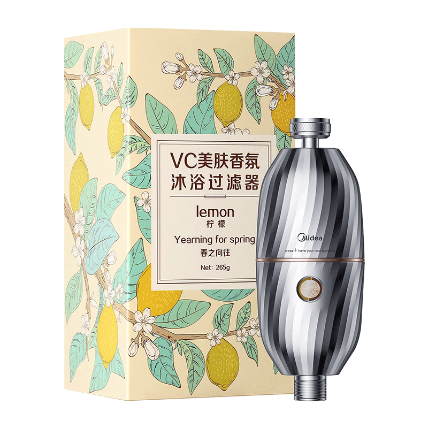 VC美肤香氛
沐浴过滤器
lemon
柠檬
Yearning for spring
春之向往
Net: 265g
Midea